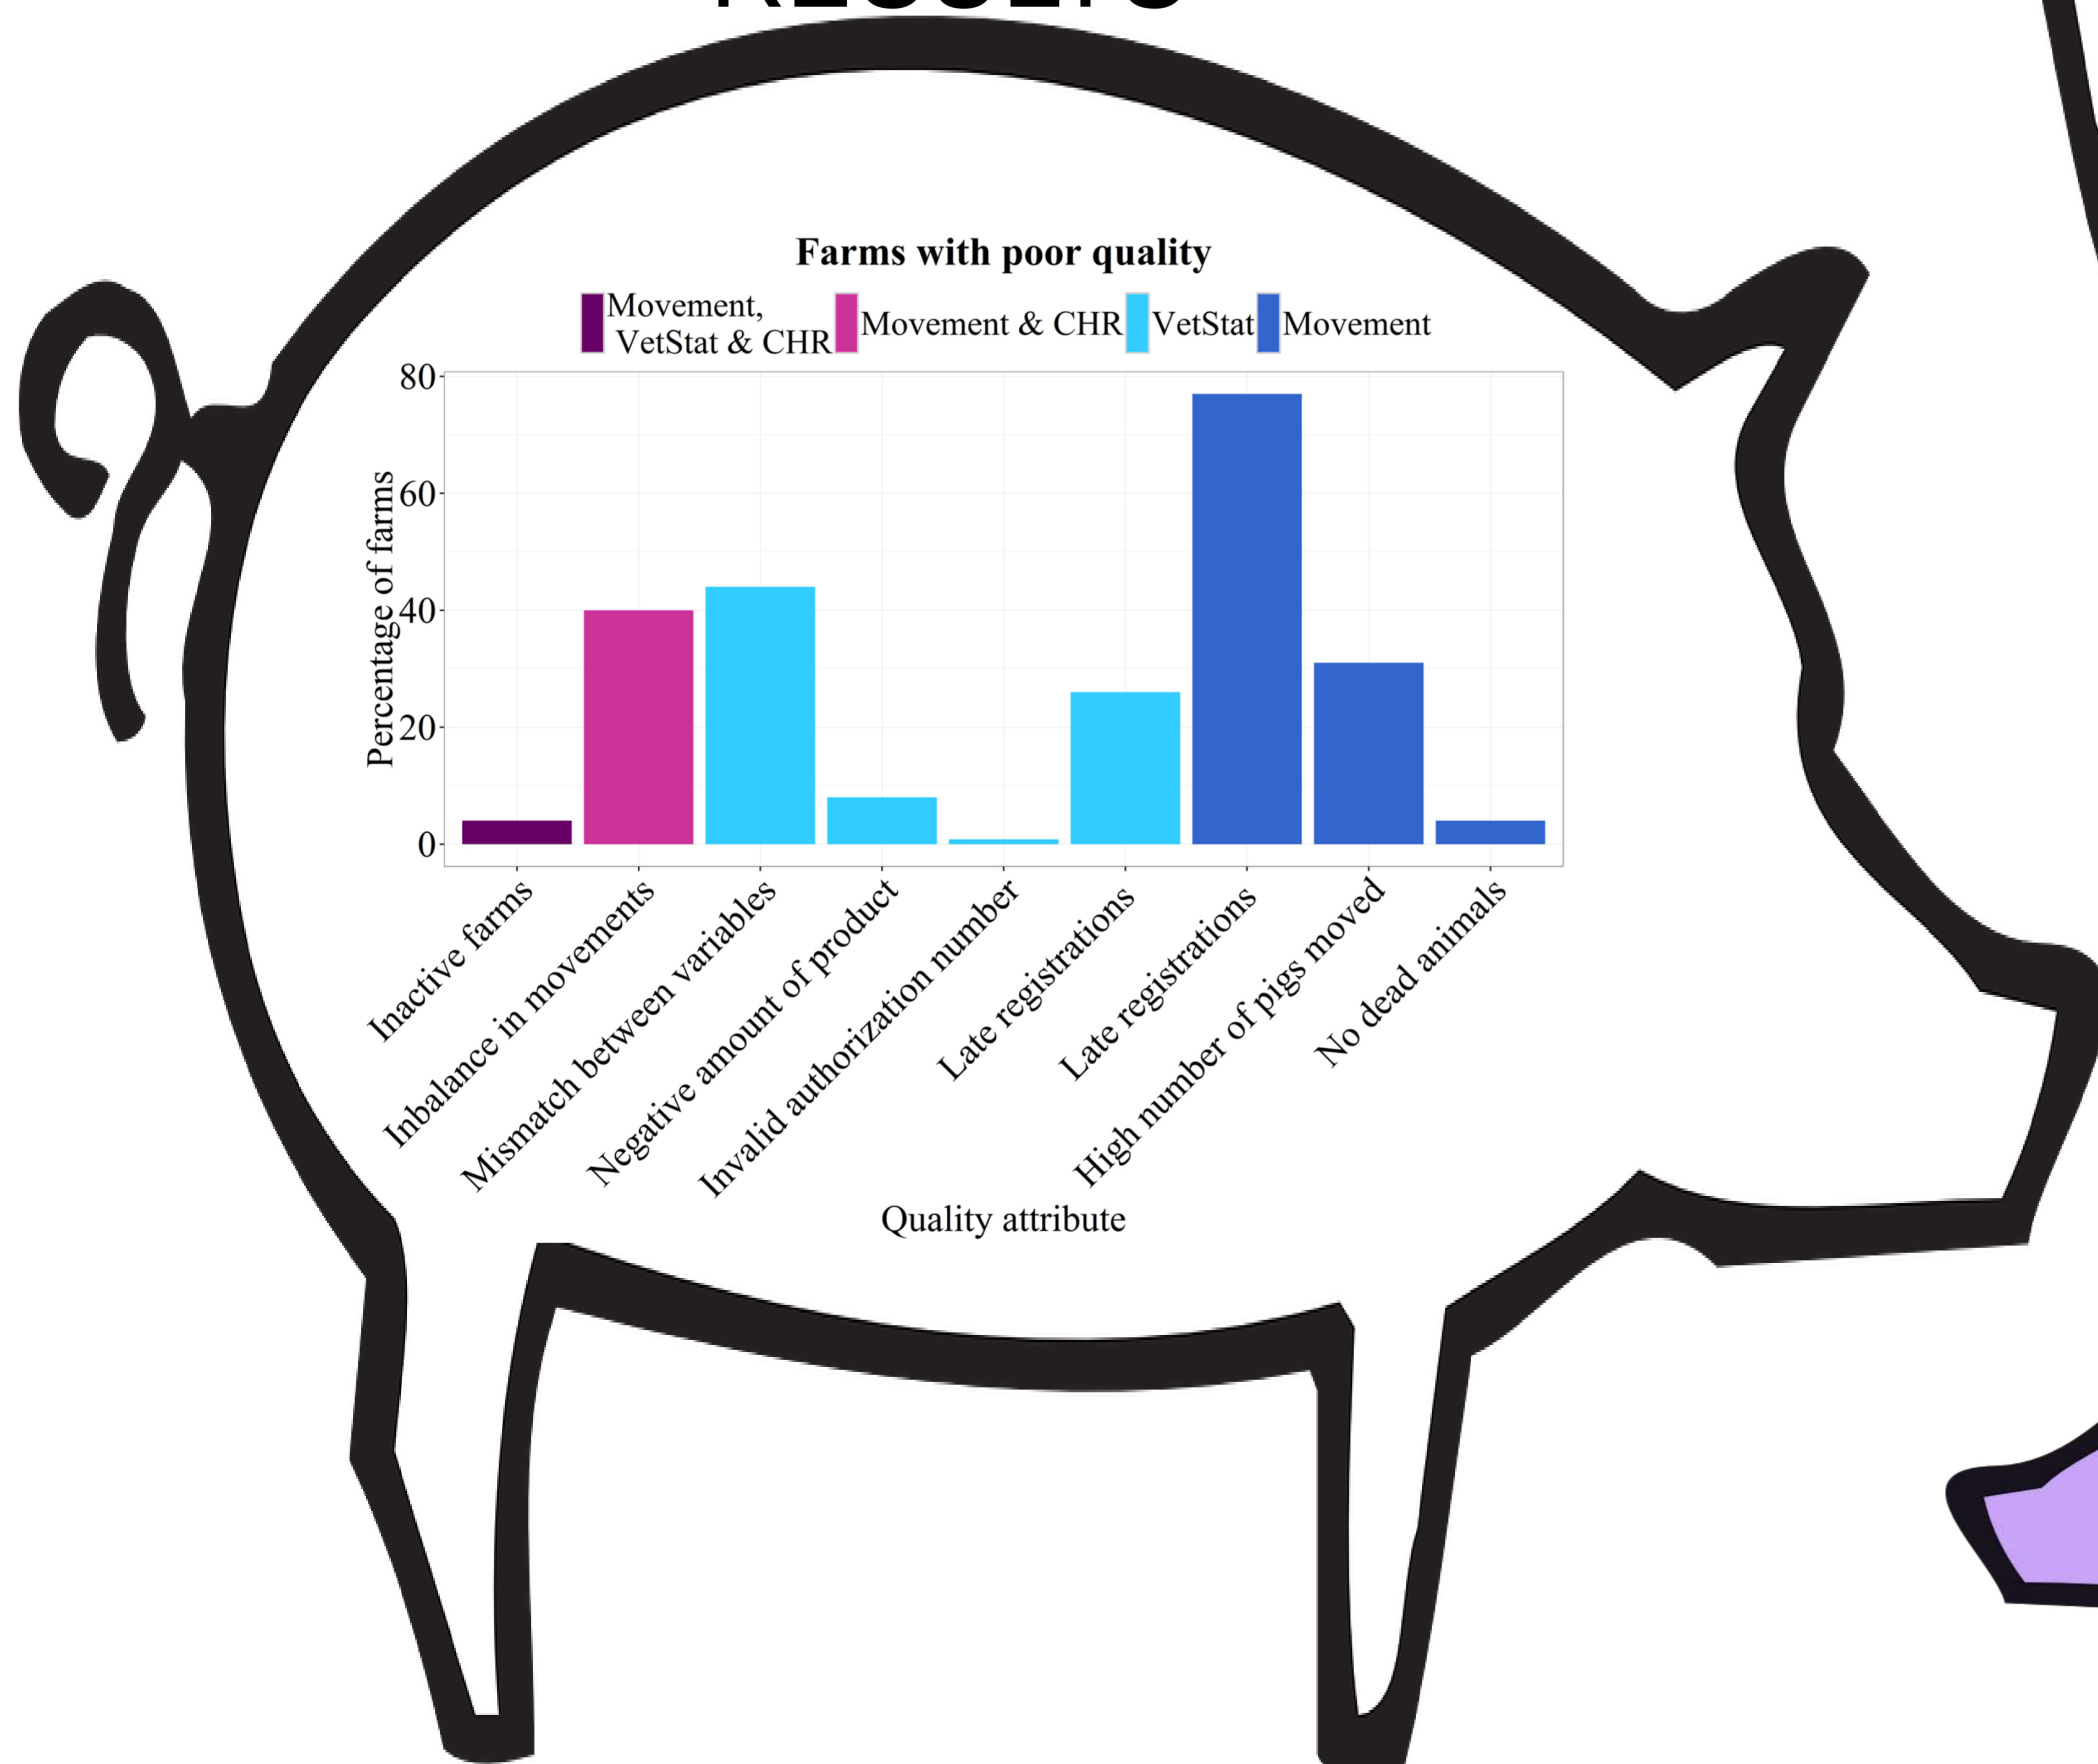 RESULTS
Farms with poor quality
Movement,
VetStat & CHR
Movement & CHR
VetStat
Movement
80
60
40
20
0
Percentage of farms
Inactive farms
Inbalance in movements
Mismatch between variables
Negative amount of product
Invalid authorization number
Late registrations
Late registrations
High number of pigs moved
No dead animals
Quality attribute